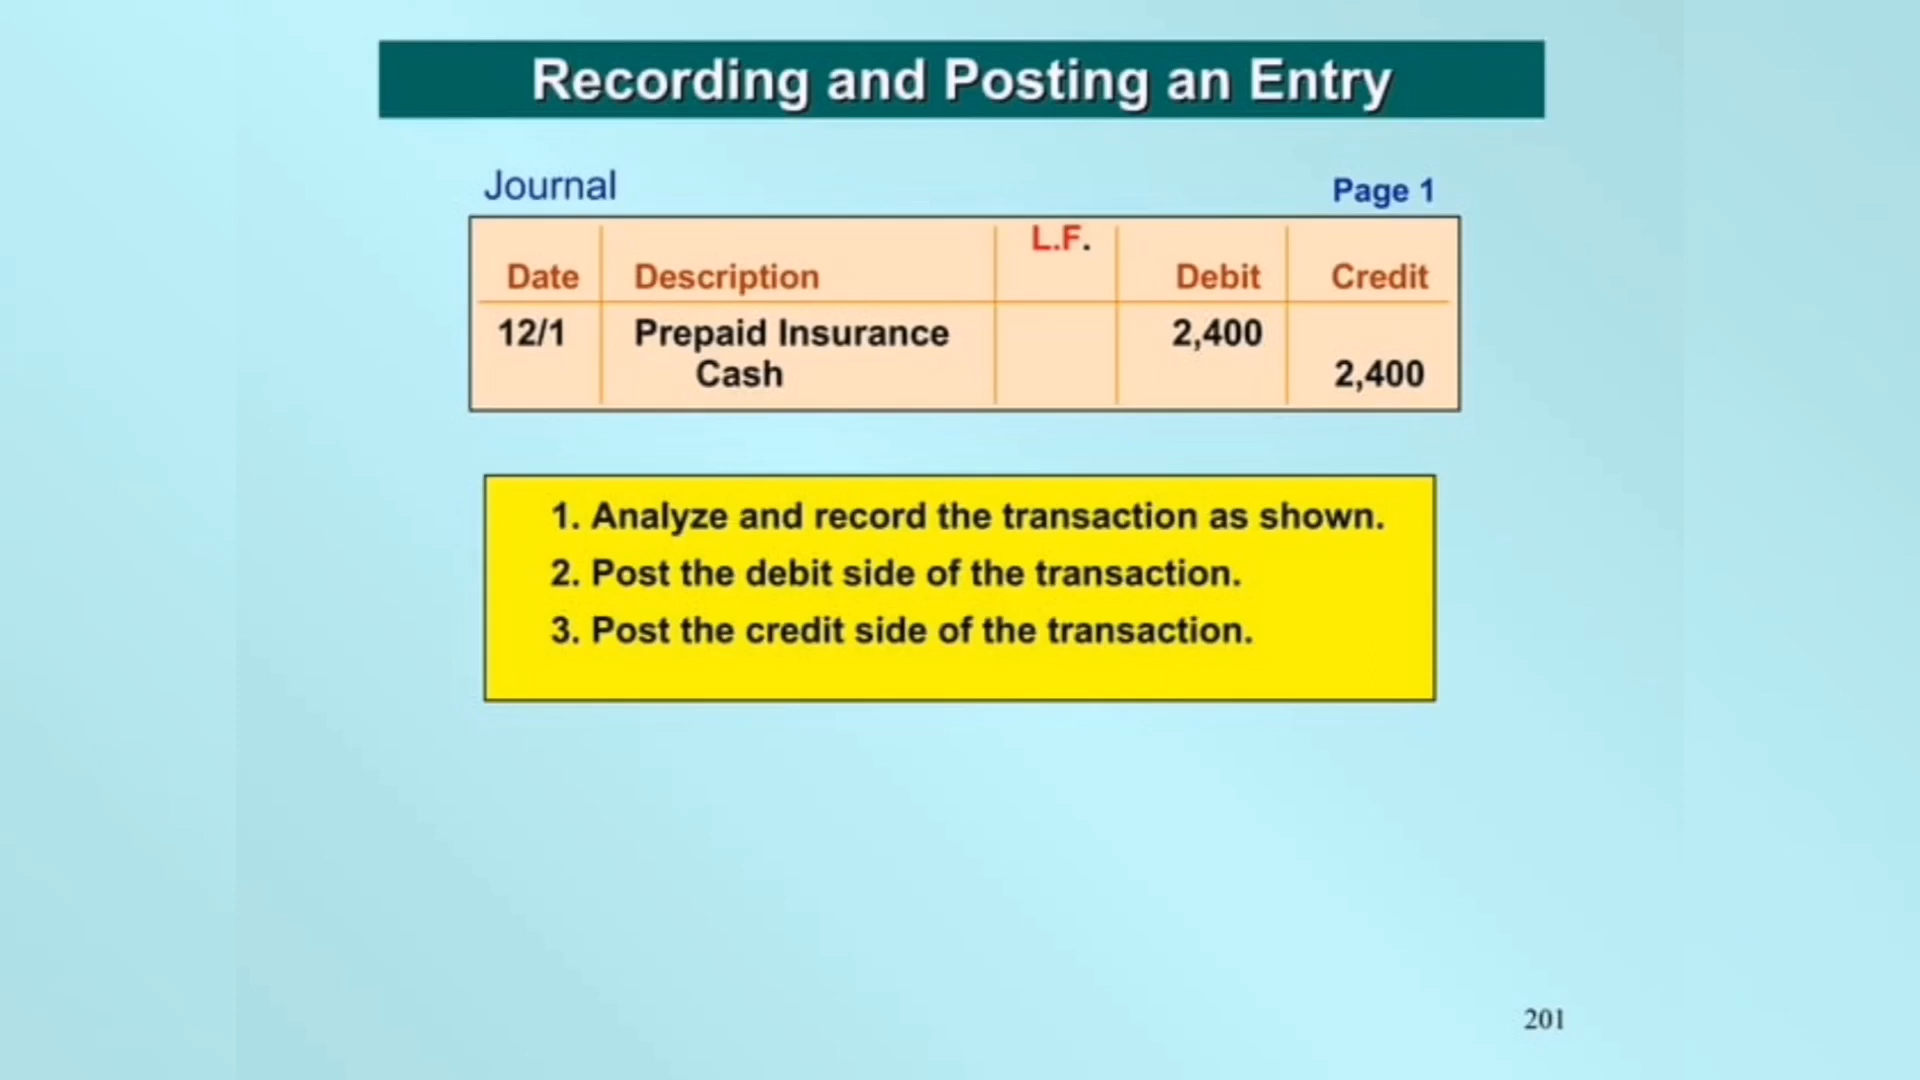 Recording and Posting an Entry
Journal Page 1
L.F.
Date Description Debit Credit
12/1 Prepaid Insurance 2,400
Cash 2,400
1. Analyze and record the transaction as shown.
2. Post the debit side of the transaction.
3. Post the credit side of the transaction.
201